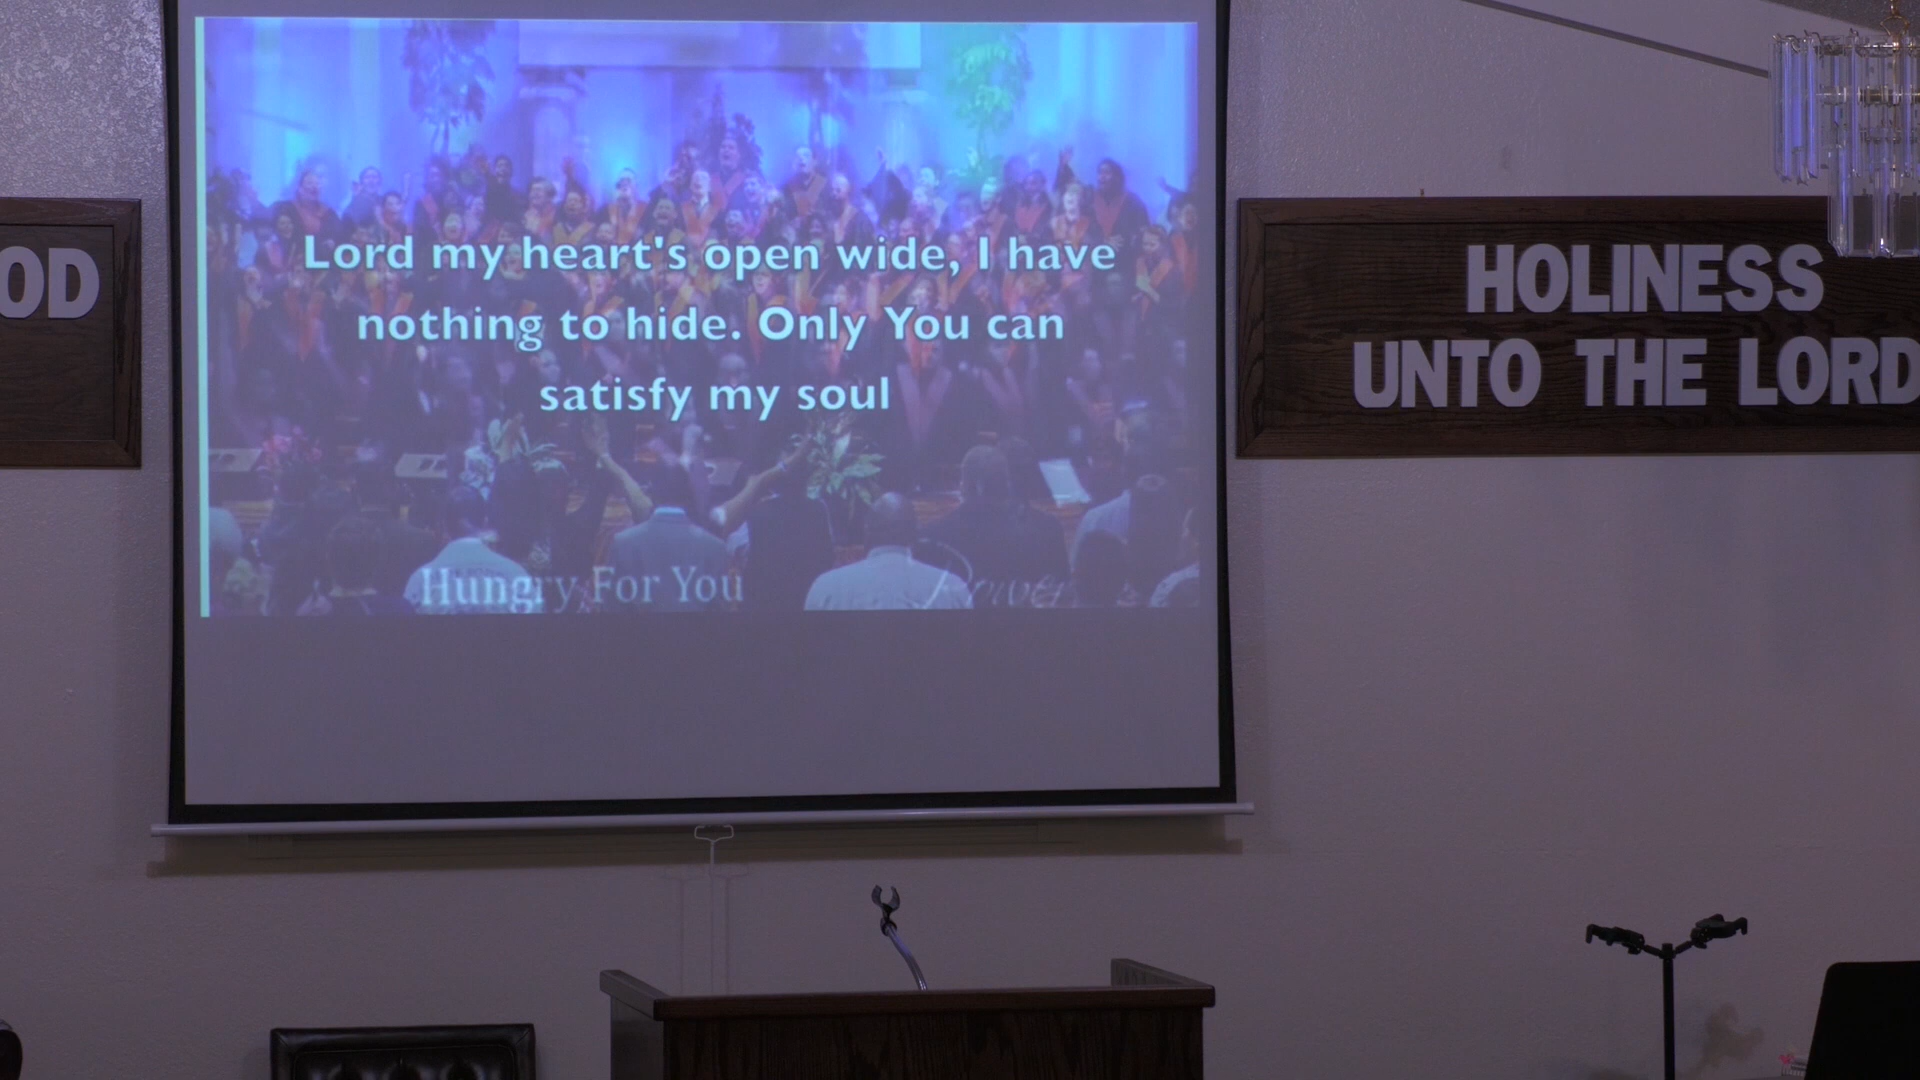 OD
Lord my heart's open wide, I have
nothing to hide. Only You can
satisfy my soul
Hungry For You
HOLINESS
UNTO THE LORD